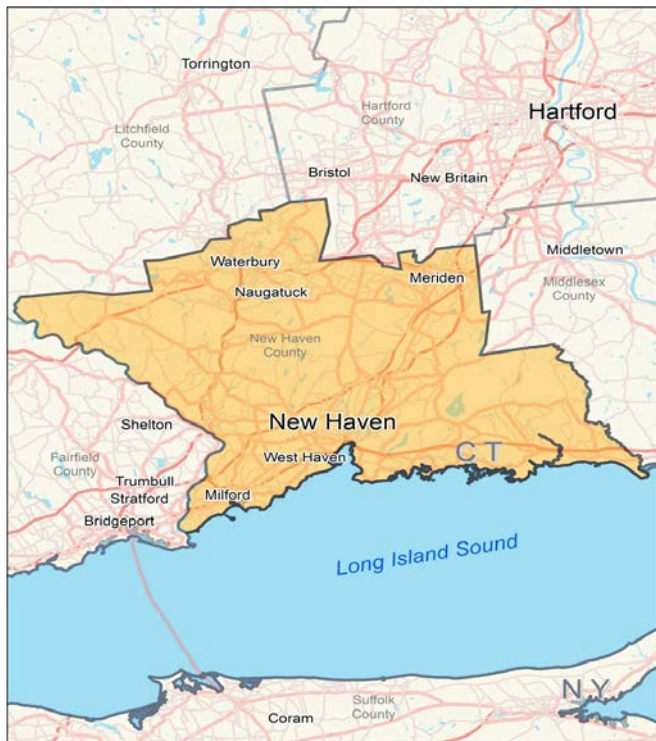 Torrington
Hartford
County
Hartford
Litchfield
County
Bristol
New Britain
Middletown
Waterbury
Meriden
Middlesex
County
Naugatuck
New Haven
County
Shelton
New Haven
Fairfield
County
West Haven
CT
Trumbull
Stratford
Milford
Bridgeport
Long Island Sound
NY
Suffolk
County
Coram